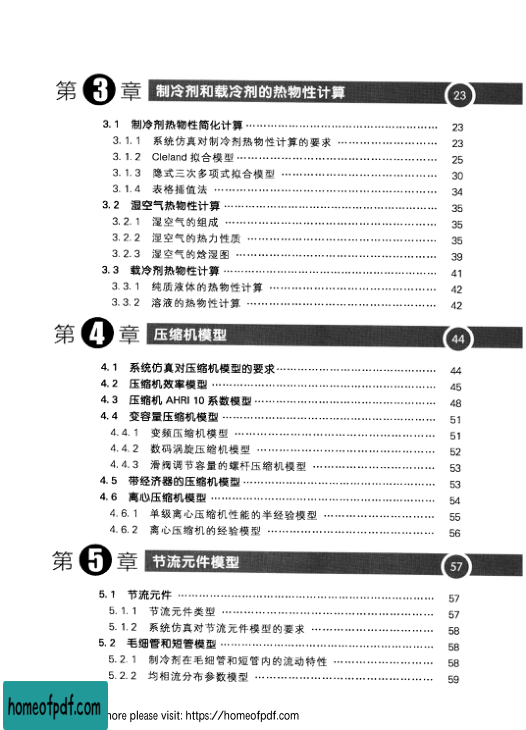 第3章 制冷剂和载冷剂的热物性计算 23
3.1 制冷剂热物性简化计算 …… 23
3.1.1 系统仿真对制冷剂热物性计算的要求 …… 23
3.1.2 Cleland 拟合模型 …… 25
3.1.3 隐式三次多项式拟合模型 …… 30
3.1.4 表格插值法 …… 34
3.2 湿空气热物性计算 …… 35
3.2.1 湿空气的组成 …… 35
3.2.2 湿空气的热力性质 …… 35
3.2.3 湿空气的焓湿图 …… 39
3.3 载冷剂热物性计算 …… 41
3.3.1 纯质液体的热物性计算 …… 42
3.3.2 溶液的热物性计算 …… 42
第4章 压缩机模型 44
4.1 系统仿真对压缩机模型的要求 …… 44
4.2 压缩机效率模型 …… 45
4.3 压缩机 AHRI 10 系数模型 …… 48
4.4 变容量压缩机模型 …… 51
4.4.1 变频压缩机模型 …… 51
4.4.2 数码涡旋压缩机模型 …… 52
4.4.3 滑阀调节容量的螺杆压缩机模型 …… 53
4.5 带经济器的压缩机模型 …… 53
4.6 离心压缩机模型 …… 54
4.6.1 单级离心压缩机性能的半经验模型 …… 55
4.6.2 离心压缩机的经验模型 …… 56
第5章 节流元件模型 57
5.1 节流元件 …… 57
5.1.1 节流元件类型 …… 57
5.1.2 系统仿真对节流元件模型的要求 …… 58
5.2 毛细管和短管模型 …… 58
5.2.1 制冷剂在毛细管和短管内的流动特性 …… 58
5.2.2 均相流分布参数模型 …… 59
homeofpdf.com
more please visit: https://homeofpdf.com